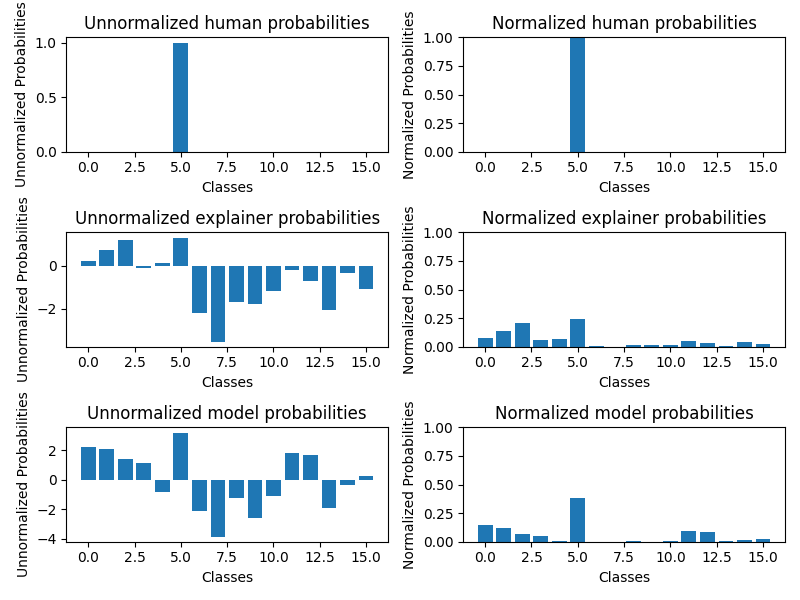 Unnormalized human probabilities
Unnormalized Probabilities
1.0
0.5
0.0
0.0 2.5 5.0 7.5 10.0 12.5 15.0
Classes
Normalized human probabilities
Normalized Probabilities
1.00
0.75
0.50
0.25
0.00
0.0 2.5 5.0 7.5 10.0 12.5 15.0
Classes
Unnormalized explainer probabilities
Unnormalized Probabilities
0
−2
0.0 2.5 5.0 7.5 10.0 12.5 15.0
Classes
Normalized explainer probabilities
Normalized Probabilities
1.00
0.75
0.50
0.25
0.00
0.0 2.5 5.0 7.5 10.0 12.5 15.0
Classes
Unnormalized model probabilities
Unnormalized Probabilities
2
0
−2
−4
0.0 2.5 5.0 7.5 10.0 12.5 15.0
Classes
Normalized model probabilities
Normalized Probabilities
1.00
0.75
0.50
0.25
0.00
0.0 2.5 5.0 7.5 10.0 12.5 15.0
Classes